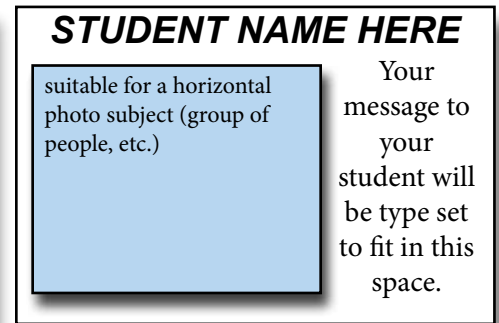 STUDENT NAME HERE
suitable for a horizontal
photo subject (group of
people, etc.)
Your
message to
your
student will
be type set
to fit in this
space.